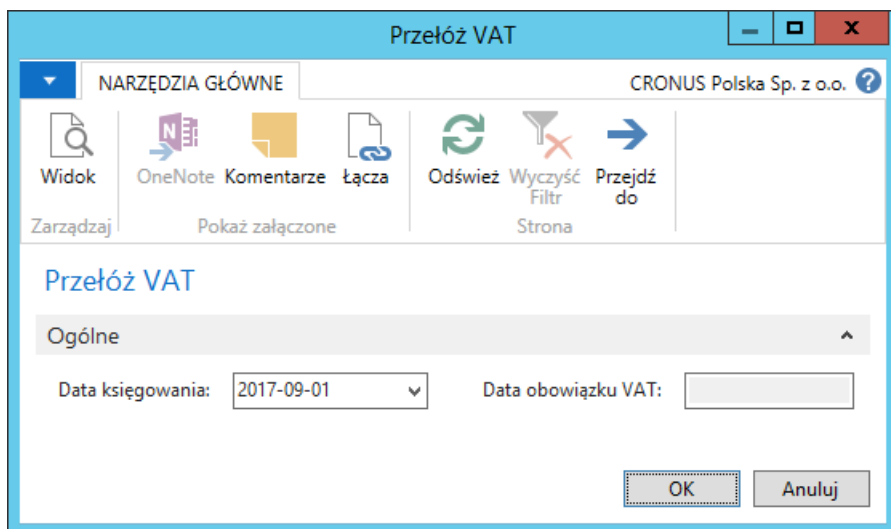 Przełóż VAT
NARZĘDZIA GŁÓWNE
CRONUS Polska Sp. z o.o.
Widok
OneNote
Komentarze
Łącza
Odśwież
Wyczyść
Filtr
Przejdź
do
Zarządzaj
Pokaż załączone
Strona
Przełóż VAT
Ogólne
Data księgowania: 2017-09-01
Data obowiązku VAT:
OK
Anuluj